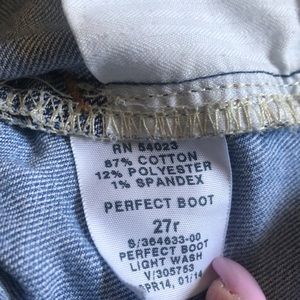 RN 54023
87% COTTON
12% POLYESTER
1% SPANDEX
PERFECT BOOT
27r
S/364633-00
PERFECT BOOT
LIGHT WASH
V/305753
APR14, 01/14